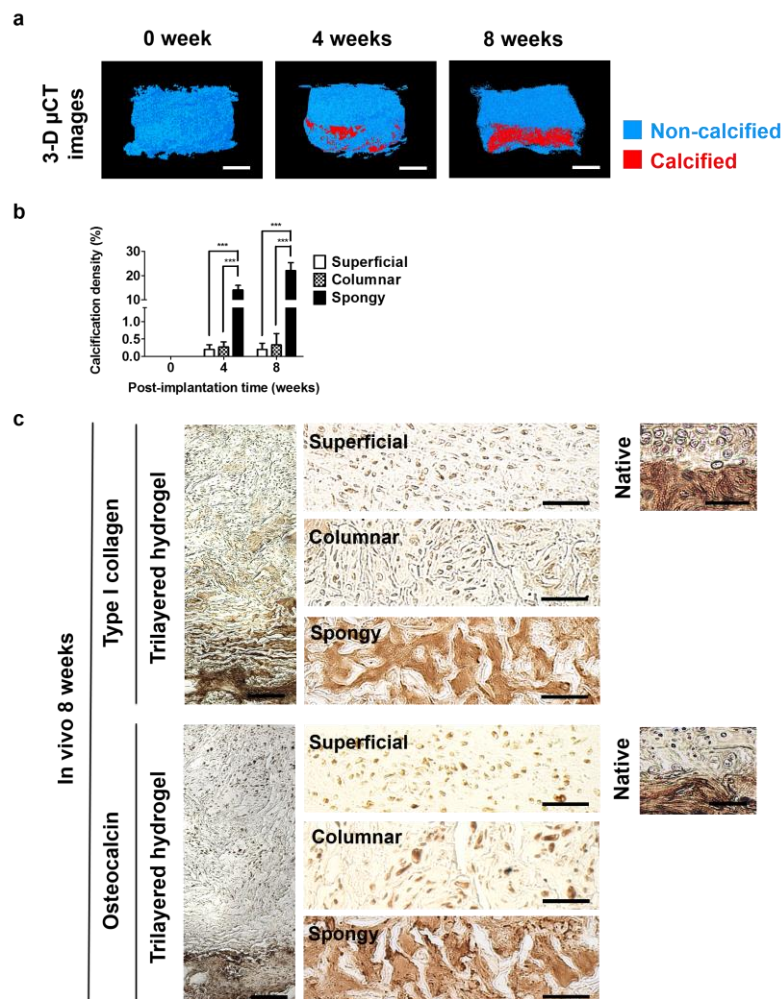 a
0 week
4 weeks
8 weeks
3-D µCT
images
Non-calcified
Calcified
b
Calcification density (%)
30
20
10
1.0
0.5
0.0
***
***
***
***
Superficial
Columnar
Spongy
0
4
8
Post-implantation time (weeks)
c
In vivo 8 weeks
Type I collagen
Trilayered hydrogel
Superficial
Columnar
Spongy
Native
Osteocalcin
Trilayered hydrogel
Superficial
Columnar
Spongy
Native